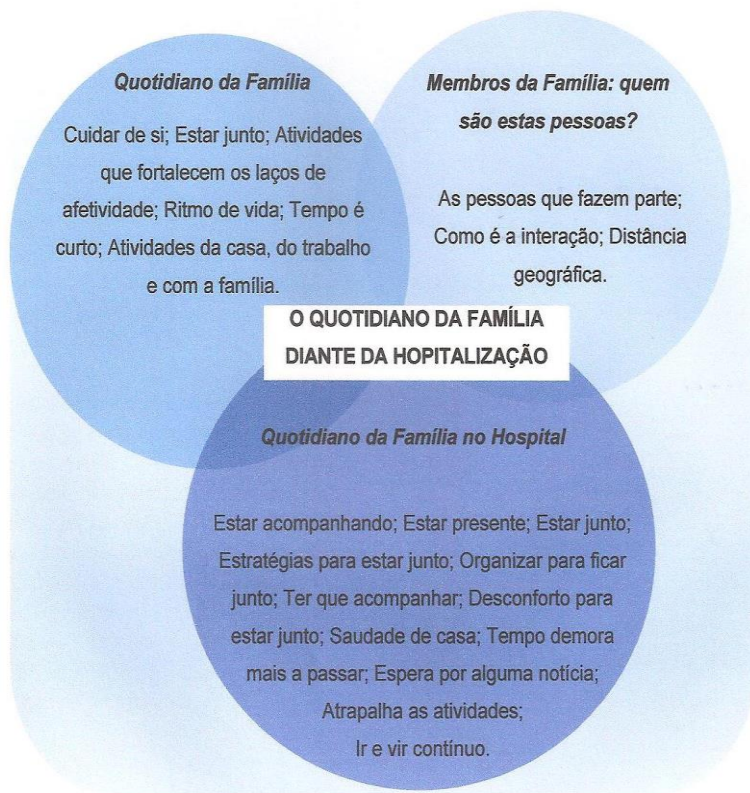 Quotidiano da Família
Cuidar de si; Estar junto; Atividades
que fortalecem os laços de
afetividade; Ritmo de vida; Tempo é
curto; Atividades da casa, do trabalho
e com a família.
Membros da Família: quem
são estas pessoas?
As pessoas que fazem parte;
Como é a interação; Distância
geográfica.
O QUOTIDIANO DA FAMÍLIA
DIANTE DA HOPITALIZAÇÃO
Quotidiano da Família no Hospital
Estar acompanhando; Estar presente; Estar junto;
Estratégias para estar junto; Organizar para ficar
junto; Ter que acompanhar; Desconforto para
estar junto; Saudade de casa; Tempo demora
mais a passar; Espera por alguma notícia;
Atrapalha as atividades;
Ir e vir contínuo.